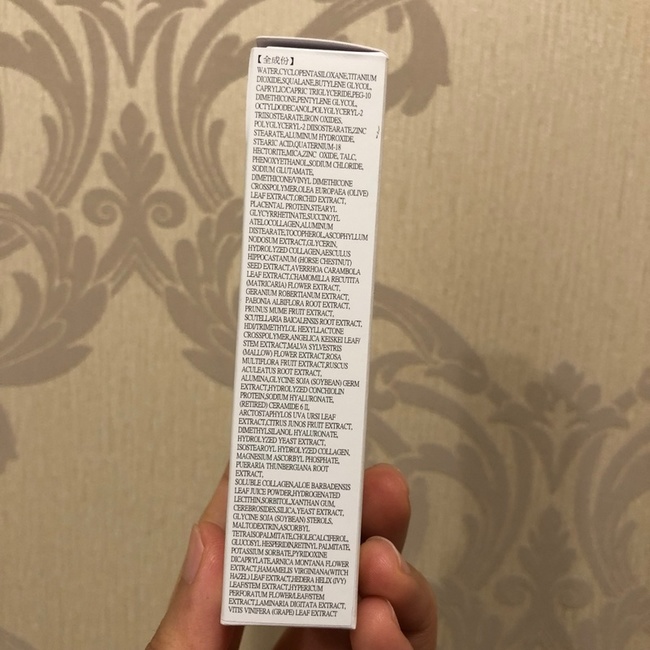 【全成份】
WATER,CYCLOPENTASILOXANE,TITANIUM
DIOXIDE,SQUALANE,BUTYLENE GLYCOL,
CAPRYLIC/CAPRIC TRIGLYCERIDE,PEG-10
DIMETHICONE,PENTYLENE GLYCOL,
OCTYLDODECANOL,POLYGLYCERYL-2
TRIISOSTEARATE,IRON OXIDES,
POLYGLYCERYL-2 DIISOSTEARATE,ZINC
STEARATE,ALUMINUM HYDROXIDE,
STEARIC ACID,QUATERNIUM-18
HECTORITE,MICA,ZINC OXIDE, TALC,
PHENOXYETHANOL,SODIUM CHLORIDE,
SODIUM GLUTAMATE,
DIMETHICONE/VINYL DIMETHICONE
CROSSPOLYMER,OLEA EUROPAEA (OLIVE)
LEAF EXTRACT,ORCHID EXTRACT,
PLACENTAL PROTEIN,STEARYL
GLYCYRRHETINATE,SUCCINOYL
ATELOCOLLAGEN,ALUMINUM
DISTEARATE,TOCOPHEROL,ASCOPHYLLUM
NODOSUM EXTRACT,GLYCERIN,
HYDROLYZED COLLAGEN,AESCULUS
HIPPOCASTANUM (HORSE CHESTNUT)
SEED EXTRACT,AVERRHOA CARAMBOLA
LEAF EXTRACT,CHAMOMILLA RECUTITA
(MATRICARIA) FLOWER EXTRACT,
GERANIUM ROBERTIANUM EXTRACT,
PAEONIA ALBIFLORA ROOT EXTRACT,
PRUNUS MUME FRUIT EXTRACT,
SCUTELLARIA BAICALENSIS ROOT EXTRACT,
HDI/TRIMETHYLOL HEXYLLACTONE
CROSSPOLYMER,ANGELICA KEISKEI LEAF/
STEM EXTRACT,MALVA SYLVESTRIS
(MALLOW) FLOWER EXTRACT,ROSA
MULTIFLORA FRUIT EXTRACT,RUSCUS
ACULEATUS ROOT EXTRACT,
ALUMINA,GLYCINE SOJA (SOYBEAN) GERM
EXTRACT,HYDROLYZED CONCHIOLIN
PROTEIN,SODIUM HYALURONATE,
(RETIRED) CERAMIDE 6 II,
ARCTOSTAPHYLOS UVA URSI LEAF
EXTRACT,CITRUS JUNOS FRUIT EXTRACT,
DIMETHYLSILANOL HYALURONATE,
HYDROLYZED YEAST EXTRACT,
ISOSTEAROYL HYDROLYZED COLLAGEN,
MAGNESIUM ASCORBYL PHOSPHATE,
PUERARIA THUNBERGIANA ROOT
EXTRACT,
SOLUBLE COLLAGEN,ALOE BARBADENSIS
LEAF JUICE POWDER,HYDROGENATED
LECITHIN,SORBITOL,XANTHAN GUM,
CEREBROSIDES,SILICA,YEAST EXTRACT,
GLYCINE SOJA (SOYBEAN) STEROLS,
MALTODEXTRIN,ASCORBYL
TETRAISOPALMITATE,CHOLECALCIFEROL,
GLUCOSYL HESPERIDIN,RETINYL PALMITATE,
POTASSIUM SORBATE,PYRIDOXINE
DICAPRYLATE,ARNICA MONTANA FLOWER
EXTRACT,HAMAMELIS VIRGINIANA(WITCH
HAZEL) LEAF EXTRACT,HEDERA HELIX (IVY)
LEAF/STEM EXTRACT,HYPERICUM
PERFORATUM FLOWER/LEAF/STEM
EXTRACT,LAMINARIA DIGITATA EXTRACT,
VITIS VINIFERA (GRAPE) LEAF EXTRACT